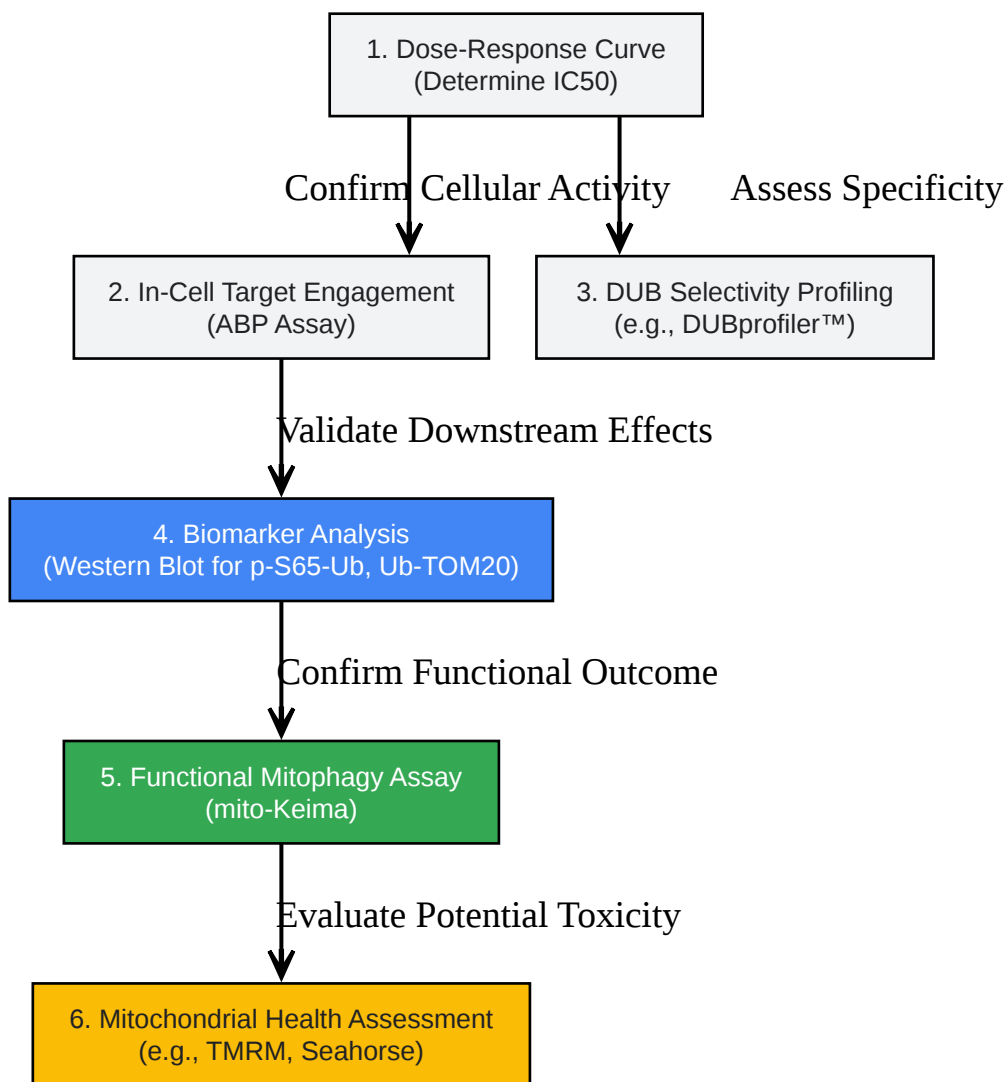 1. Dose-Response Curve
(Determine IC50)
Confirm Cellular Activity
Assess Specificity
2. In-Cell Target Engagement
(ABP Assay)
3. DUB Selectivity Profiling
(e.g., DUBprofiler™)
Validate Downstream Effects
4. Biomarker Analysis
(Western Blot for p-S65-Ub, Ub-TOM20)
Confirm Functional Outcome
5. Functional Mitophagy Assay
(mito-Keima)
Evaluate Potential Toxicity
6. Mitochondrial Health Assessment
(e.g., TMRM, Seahorse)